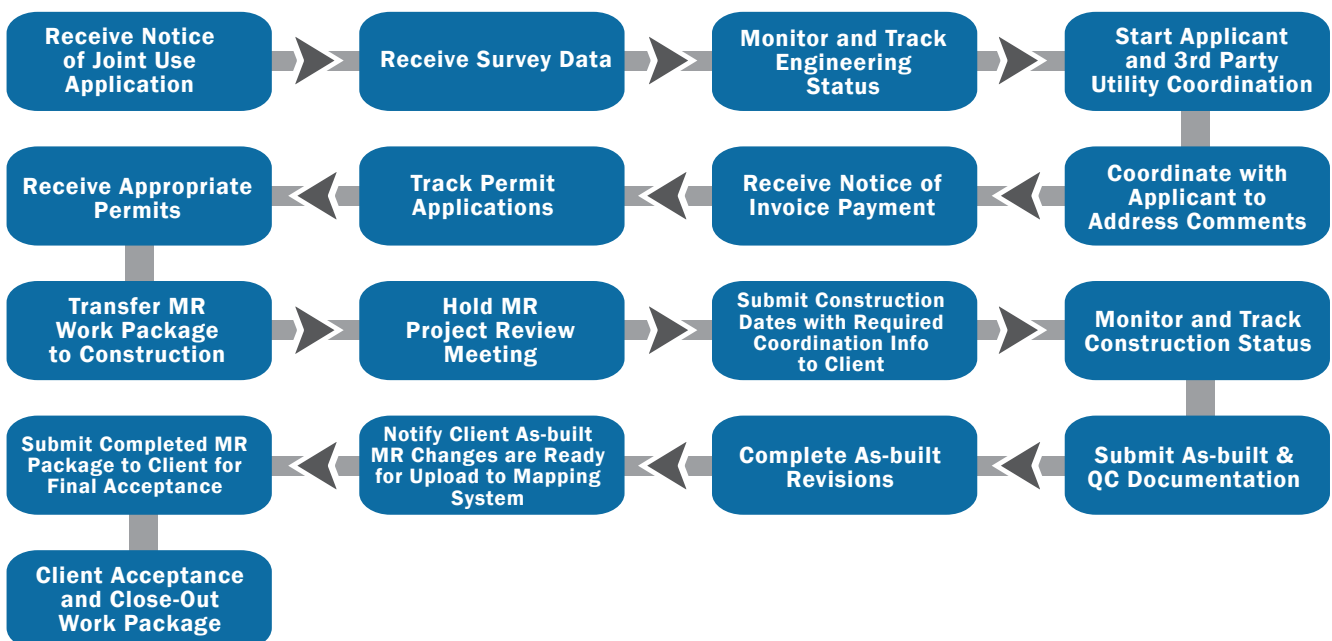 Receive Notice
of Joint Use
Application
Receive Survey Data
Monitor and Track
Engineering
Status
Start Applicant
and 3rd Party
Utility Coordination
Coordinate with
Applicant to
Address Comments
Receive Notice of
Invoice Payment
Track Permit
Applications
Receive Appropriate
Permits
Transfer MR
Work Package
to Construction
Hold MR
Project Review
Meeting
Submit Construction
Dates with Required
Coordination Info
to Client
Monitor and Track
Construction Status
Submit As-built &
QC Documentation
Complete As-built
Revisions
Notify Client As-built
MR Changes are Ready
for Upload to Mapping
System
Submit Completed MR
Package to Client for
Final Acceptance
Client Acceptance
and Close-Out
Work Package